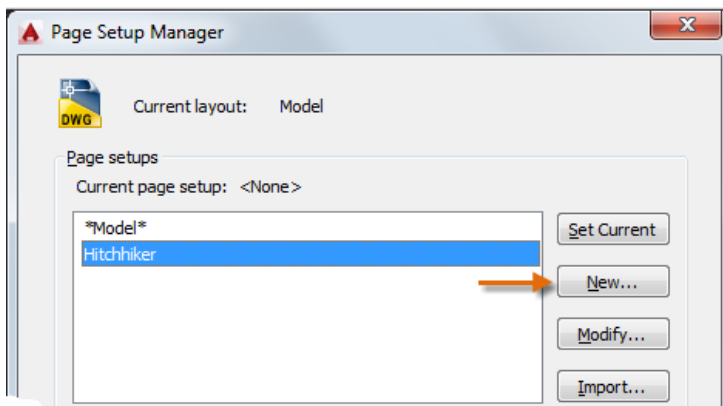 Page Setup Manager
DWG
Current layout: Model
Page setups
Current page setup: <None>
*Model*
Hitchhiker
Set Current
New...
Modify...
Import...